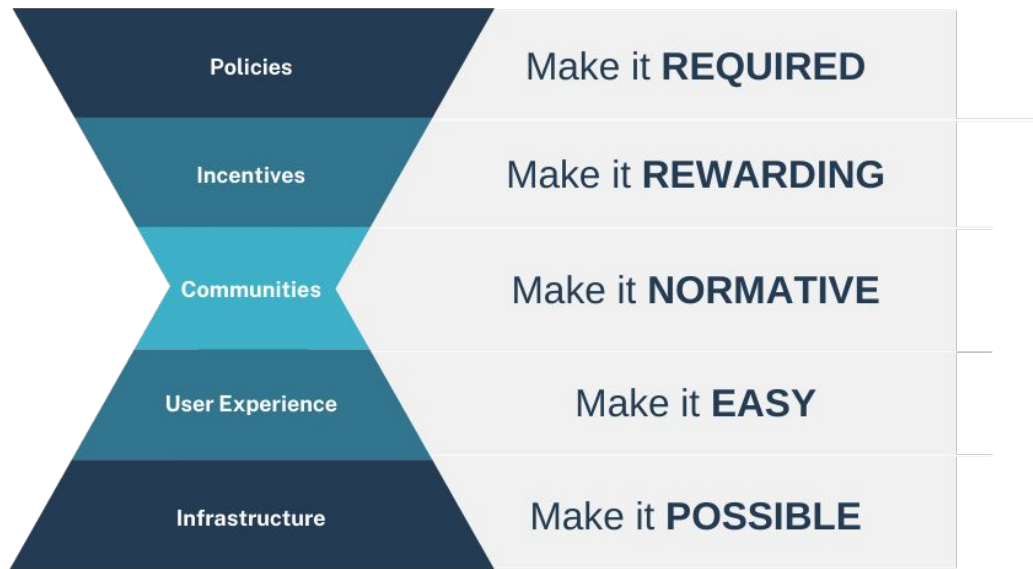 Policies
Make it REQUIRED
Incentives
Make it REWARDING
Communities
Make it NORMATIVE
User Experience
Make it EASY
Infrastructure
Make it POSSIBLE